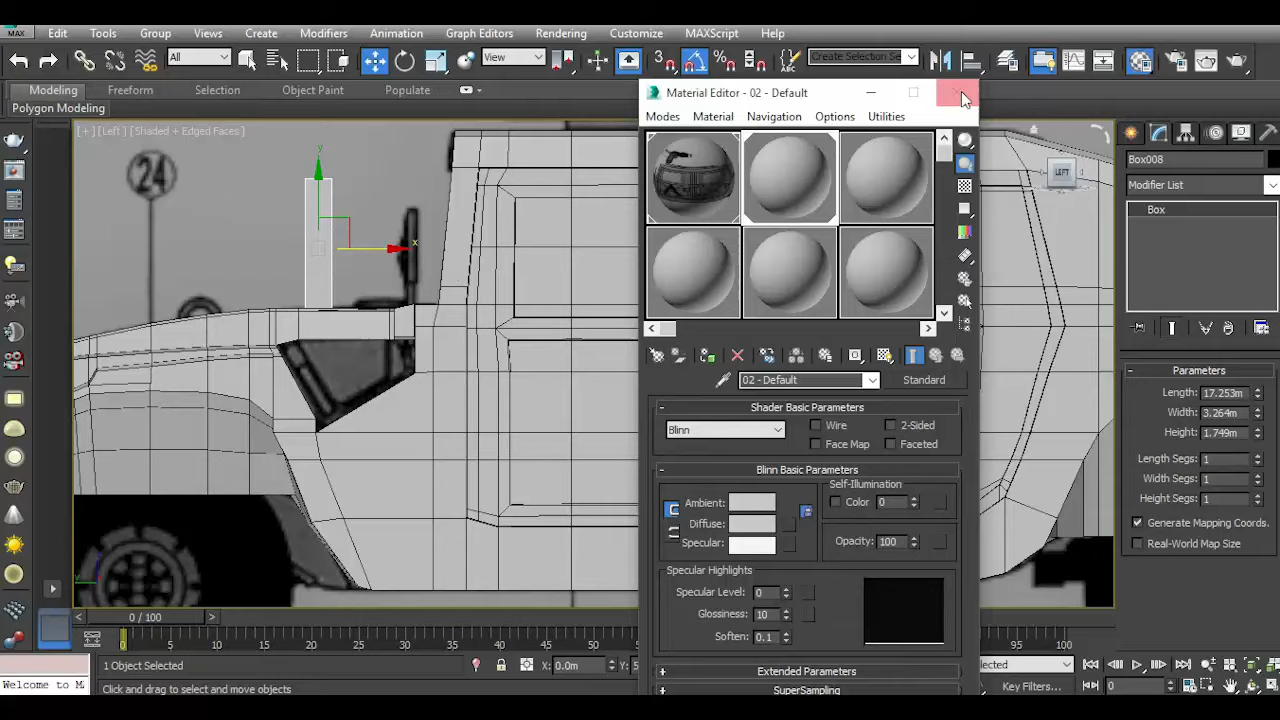 MAX Edit Tools Group Views Create Modifiers Animation Graph Editors Rendering Customize MAXScript Help
All View Create Selection Se
Modeling Freeform Selection Object Paint Populate
Polygon Modeling
Material Editor - 02 - Default
Modes Material Navigation Options Utilities
[+] [Left] [Shaded + Edged Faces]
24
y
x
LEFT
Box008
Modifier List
Box
02 - Default Standard
- Shader Basic Parameters
Blinn Wire 2-Sided
Face Map Faceted
- Blinn Basic Parameters
Self-Illumination
Ambient: Color 0
Diffuse:
Specular: Opacity: 100
Specular Highlights
Specular Level: 0
Glossiness: 10
Soften: 0.1
+ Extended Parameters
+ SuperSampling
- Parameters
Length: 17.253m
Width: 3.264m
Height: 1.749m
Length Segs: 1
Width Segs: 1
Height Segs: 1
Generate Mapping Coords.
Real-World Map Size
< 0 / 100 >
0 5 10 15 20 25 30 35 40 45 50 95 100
1 Object Selected X: 0.0m Y: 5
Welcome to M
Click and drag to select and move objects
elected
Key Filters... 0